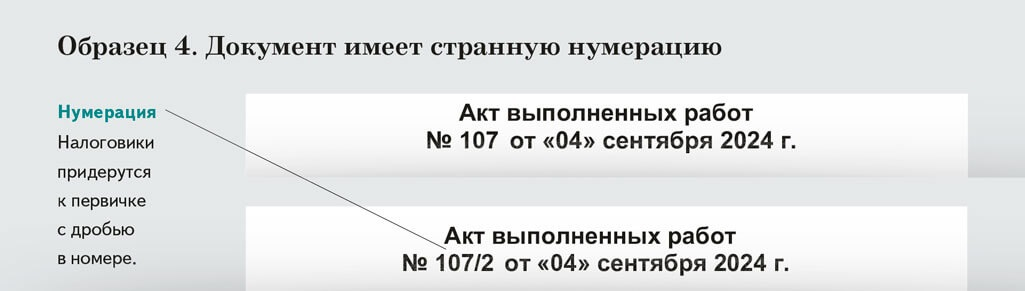 Образец 4. Документ имеет странную нумерацию
Нумерация
Налоговики
придерутся
к первичке
с дробью
в номере.
Акт выполненных работ
№ 107 от «04» сентября 2024 г.
Акт выполненных работ
№ 107/2 от «04» сентября 2024 г.